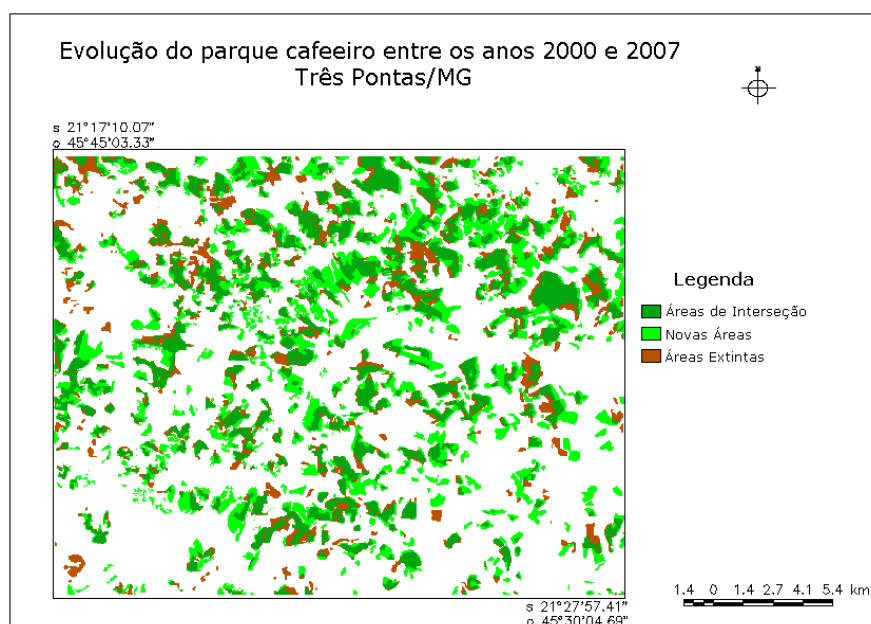 Evolução do parque cafeeiro entre os anos 2000 e 2007
Três Pontas/MG
N
s 21°17'10.07"
o 45°45'03.33"
Legenda
Áreas de Interseção
Novas Áreas
Áreas Extintas
s 21°27'57.41"
o 45°30'04.69"
1.4 0 1.4 2.7 4.1 5.4 km